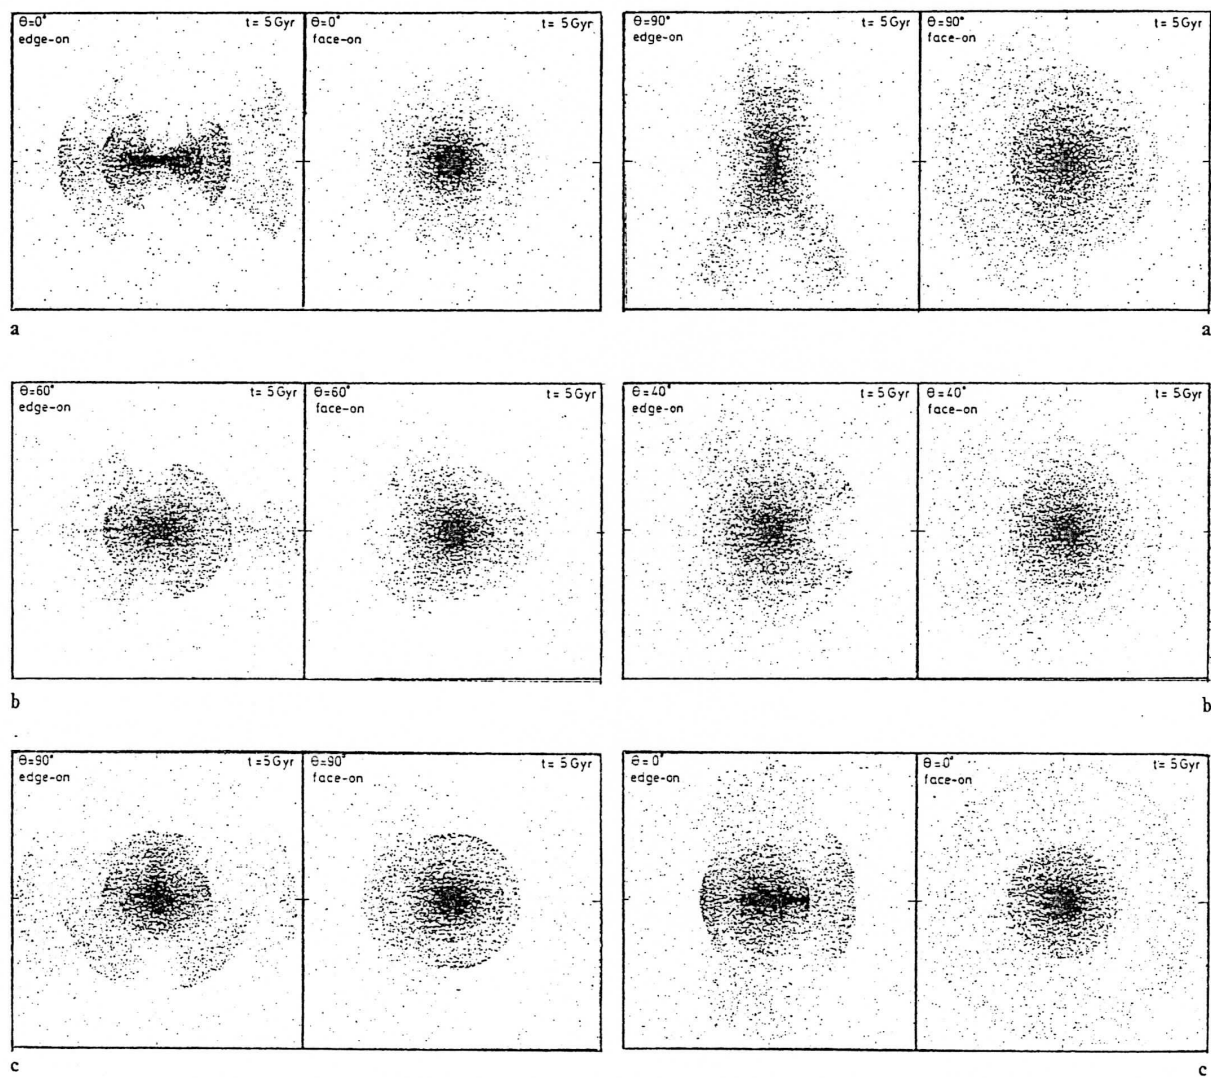 θ=0° t= 5 Gyr
edge-on
t= 5 Gyr
face-on
θ=90° t= 5 Gyr
edge-on
θ=90° t= 5 Gyr
face-on
a
a
θ=60° t= 5 Gyr
edge-on
θ=60° t= 5 Gyr
face-on
θ=40° t= 5 Gyr
edge-on
θ=40° t= 5 Gyr
face-on
b
b
θ=90° t=5 Gyr
edge-on
θ=90° t= 5 Gyr
face-on
θ=0° t= 5 Gyr
edge-on
θ=0° t= 5 Gyr
face-on
c
c